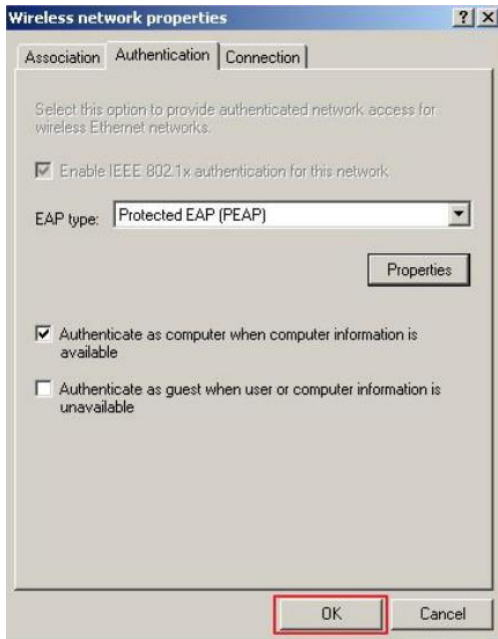 Wireless network properties
Association Authentication Connection
Select this option to provide authenticated network access for
wireless Ethernet networks.
Enable IEEE 802.1x authentication for this network
EAP type: Protected EAP (PEAP)
Properties
Authenticate as computer when computer information is
available
Authenticate as guest when user or computer information is
unavailable
OK Cancel